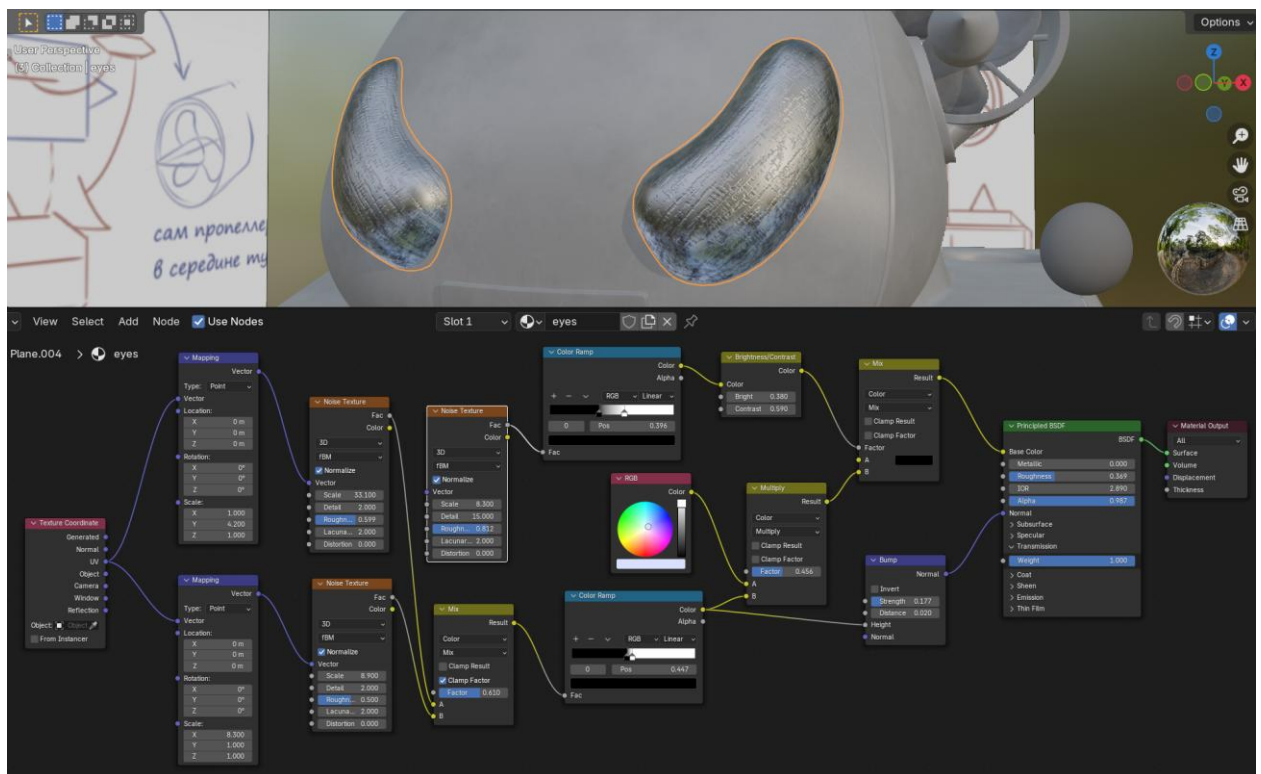 Options
User Perspective
(3) Collection | eyes
Z
Y
X
сам пропелле
в середине ту
View Select Add Node Use Nodes
Slot 1
eyes
Plane.004 > eyes
Mapping
Vector
Type: Point
Vector
Location:
X 0 m
Y 0 m
Z 0 m
Rotation:
X 0°
Y 0°
Z 0°
Scale:
X 1.000
Y 4.200
Z 1.000
Noise Texture
Fac
Color
3D
fBM
Normalize
Vector
Scale 33.100
Detail 2.000
Roughn... 0.599
Lacuna... 2.000
Distortion 0.000
Noise Texture
Fac
Color
3D
fBM
Normalize
Vector
Scale 8.300
Detail 15.000
Roughn... 0.812
Lacunar... 2.000
Distortion 0.000
Color Ramp
Color
Alpha
+ − RGB Linear
0 Pos 0.396
Fac
Brightness/Contrast
Color
Color
Bright 0.380
Contrast 0.590
Mix
Result
Color
Mix
Clamp Result
Clamp Factor
Factor
A
B
Principled BSDF
BSDF
Base Color
Metallic 0.000
Roughness 0.369
IOR 2.890
Alpha 0.987
Normal
Subsurface
Specular
Transmission
Weight 1.000
Coat
Sheen
Emission
Thin Film
Material Output
All
Surface
Volume
Displacement
Thickness
RGB
Color
Multiply
Result
Color
Multiply
Clamp Result
Clamp Factor
Factor 0.456
A
B
Texture Coordinate
Generated
Normal
UV
Object
Camera
Window
Reflection
Object: Object
From Instancer
Mapping
Vector
Type: Point
Vector
Location:
X 0 m
Y 0 m
Z 0 m
Rotation:
X 0°
Y 0°
Z 0°
Scale:
X 8.300
Y 1.000
Z 1.000
Noise Texture
Fac
Color
3D
fBM
Normalize
Vector
Scale 8.900
Detail 2.000
Roughn... 0.500
Lacuna... 2.000
Distortion 0.000
Mix
Result
Color
Mix
Clamp Result
Clamp Factor
Factor 0.610
A
B
Color Ramp
Color
Alpha
+ − RGB Linear
0 Pos 0.447
Fac
Bump
Normal
Invert
Strength 0.177
Distance 0.020
Height
Normal